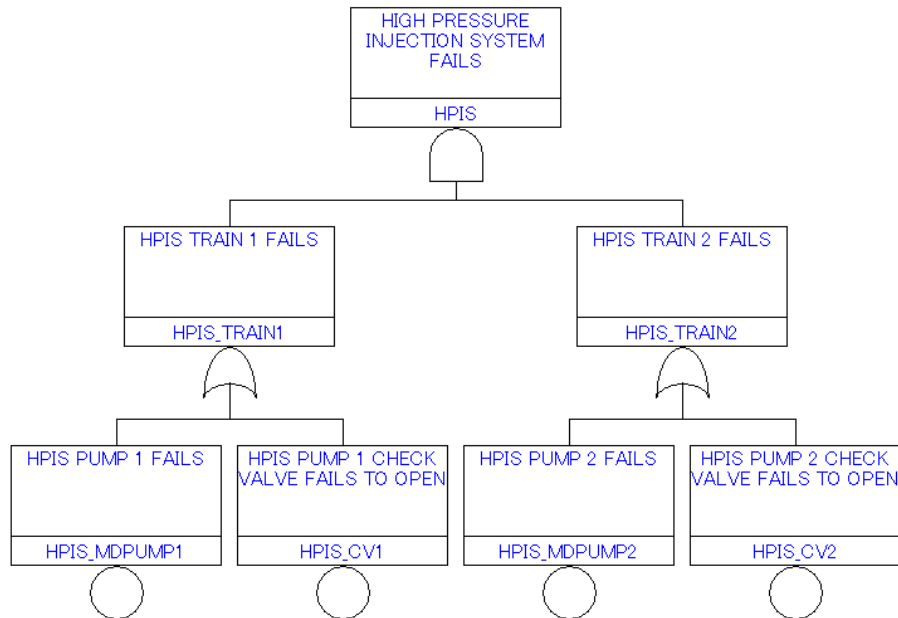 HIGH PRESSURE
INJECTION SYSTEM
FAILS
HPIS
HPIS TRAIN 1 FAILS
HPIS_TRAIN1
HPIS TRAIN 2 FAILS
HPIS_TRAIN2
HPIS PUMP 1 FAILS
HPIS_MDPUMP1
HPIS PUMP 1 CHECK
VALVE FAILS TO OPEN
HPIS_CV1
HPIS PUMP 2 FAILS
HPIS_MDPUMP2
HPIS PUMP 2 CHECK
VALVE FAILS TO OPEN
HPIS_CV2